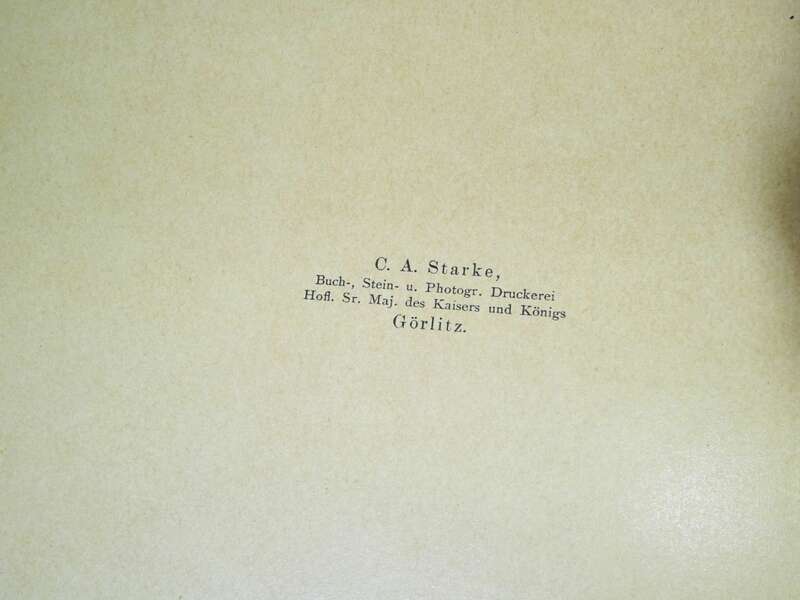 C. A. Starke,
Buch-, Stein- u. Photogr. Druckerei
Hofl. Sr. Maj. des Kaisers und Königs
Görlitz.